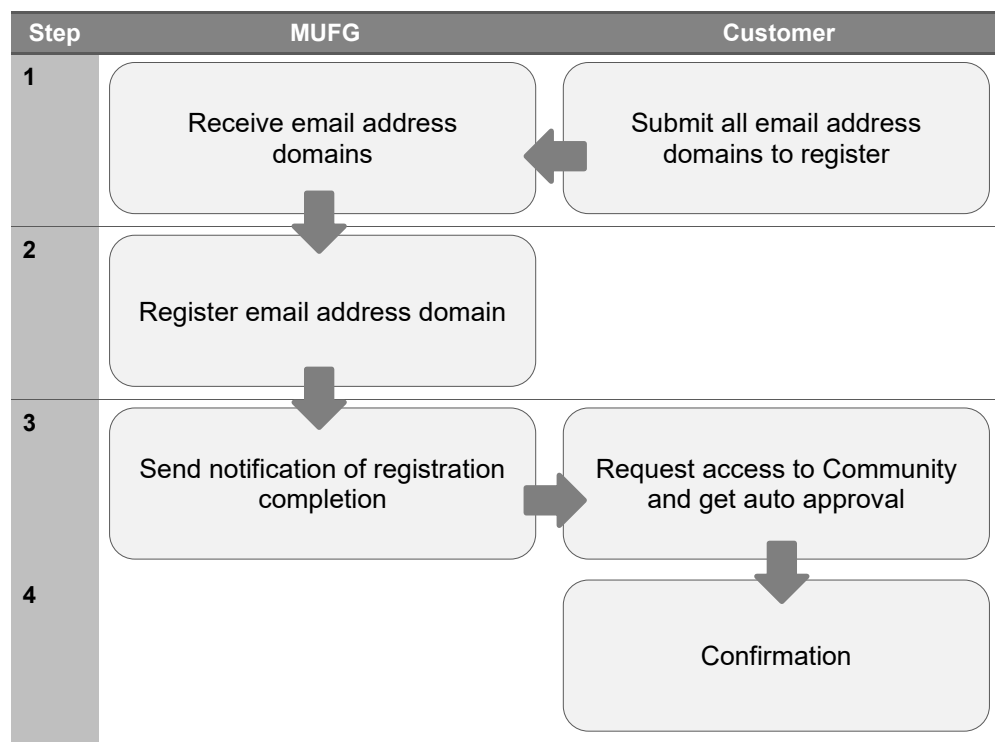 Step MUFG Customer
1
Receive email address
domains
Submit all email address
domains to register
2
Register email address domain
3
Send notification of registration
completion
Request access to Community
and get auto approval
4
Confirmation